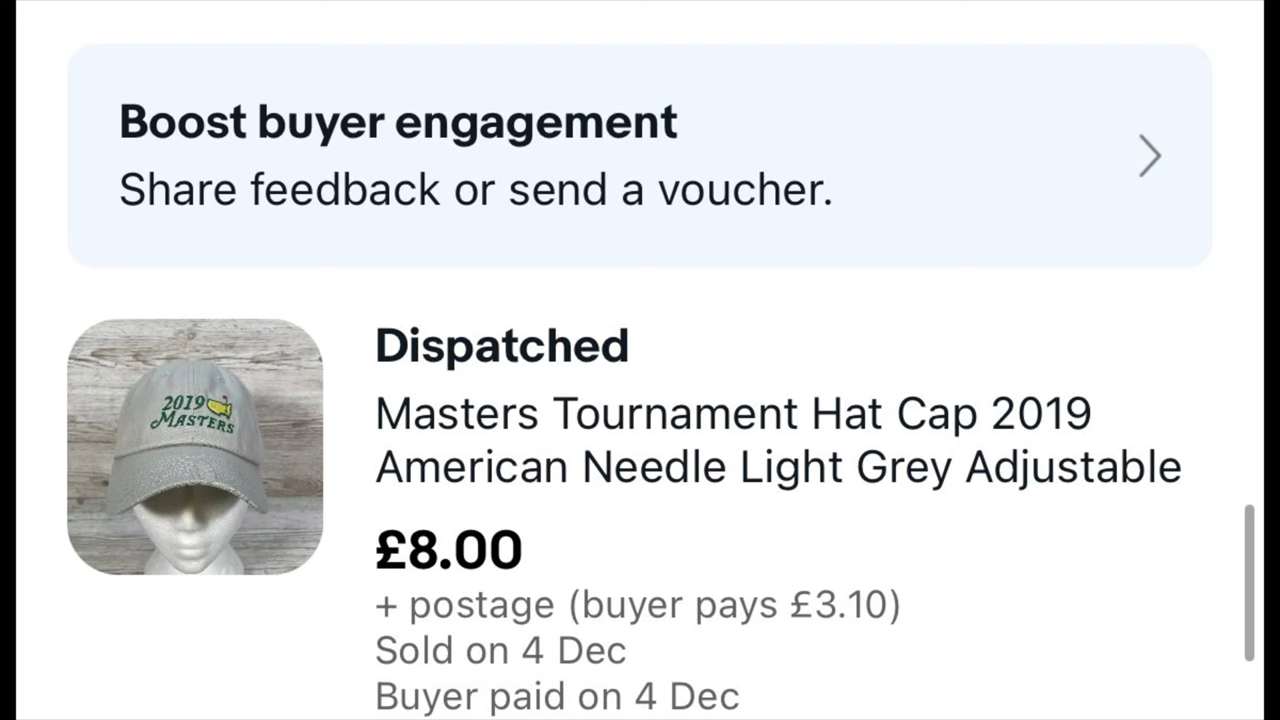 Boost buyer engagement
Share feedback or send a voucher.
Dispatched
2019
MASTERS
Masters Tournament Hat Cap 2019
American Needle Light Grey Adjustable
£8.00
+ postage (buyer pays £3.10)
Sold on 4 Dec
Buyer paid on 4 Dec